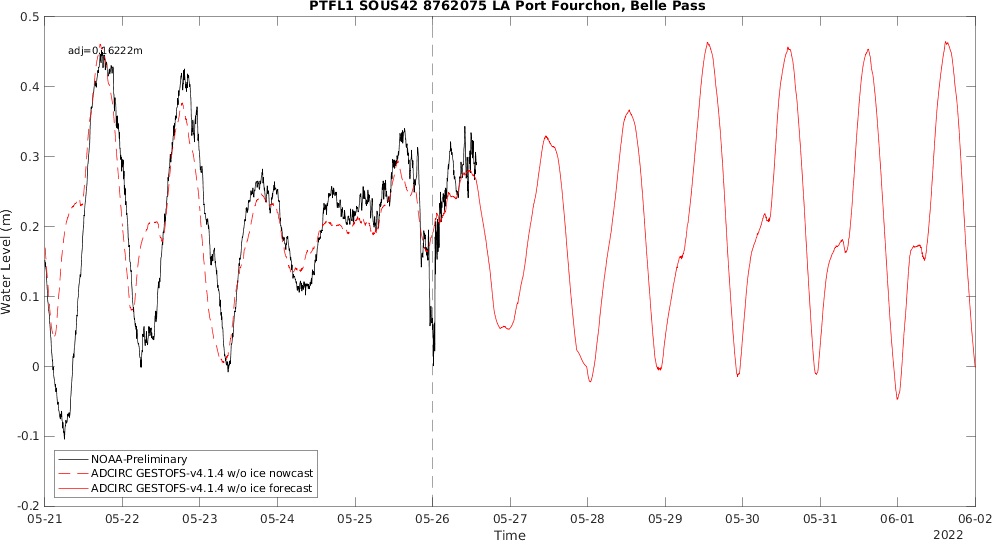 PTFL1 SOUS42 8762075 LA Port Fourchon, Belle Pass
adj=0.16222m
0.5
0.4
0.3
0.2
0.1
0
-0.1
-0.2
Water Level (m)
NOAA-Preliminary
ADCIRC GESTOFS-v4.1.4 w/o ice nowcast
ADCIRC GESTOFS-v4.1.4 w/o ice forecast
05-21 05-22 05-23 05-24 05-25 05-26 05-27 05-28 05-29 05-30 05-31 06-01 06-02
Time
2022